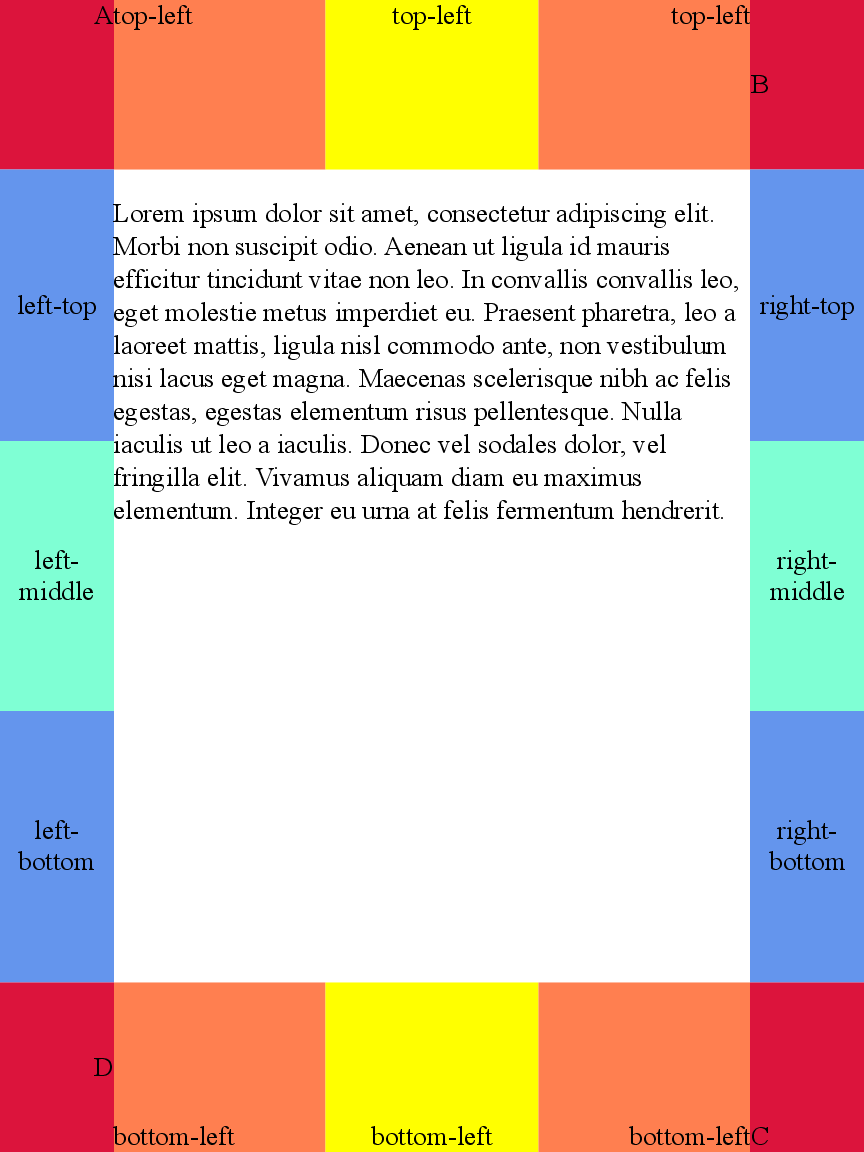 Atop-left top-left top-left
B
Lorem ipsum dolor sit amet, consectetur adipiscing elit.
Morbi non suscipit odio. Aenean ut ligula id mauris
efficitur tincidunt vitae non leo. In convallis convallis leo,
eget molestie metus imperdiet eu. Praesent pharetra, leo a
laoreet mattis, ligula nisl commodo ante, non vestibulum
nisi lacus eget magna. Maecenas scelerisque nibh ac felis
egestas, egestas elementum risus pellentesque. Nulla
iaculis ut leo a iaculis. Donec vel sodales dolor, vel
fringilla elit. Vivamus aliquam diam eu maximus
elementum. Integer eu urna at felis fermentum hendrerit.
left-top
right-top
left-
middle
right-
middle
left-
bottom
right-
bottom
D
bottom-left bottom-left bottom-leftC